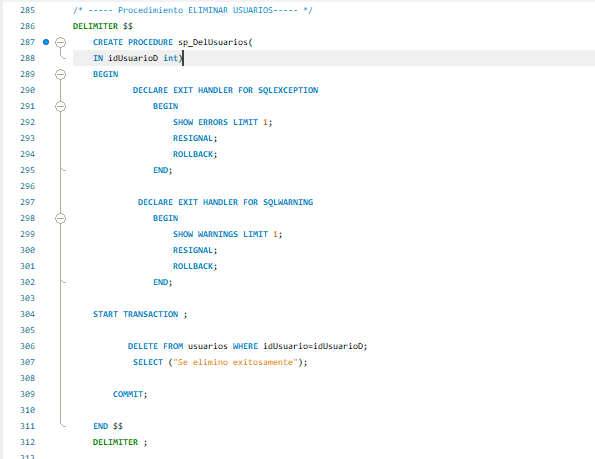 285 /* ----- Procedimiento ELIMINAR USUARIOS----- */
286 DELIMITER $$
287 CREATE PROCEDURE sp_DelUsuarios(
288 IN idUsuarioD int)
289 BEGIN
290 DECLARE EXIT HANDLER FOR SQLEXCEPTION
291 BEGIN
292 SHOW ERRORS LIMIT 1;
293 RESIGNAL;
294 ROLLBACK;
295 END;
296
297 DECLARE EXIT HANDLER FOR SQLWARNING
298 BEGIN
299 SHOW WARNINGS LIMIT 1;
300 RESIGNAL;
301 ROLLBACK;
302 END;
303
304 START TRANSACTION ;
305
306 DELETE FROM usuarios WHERE idUsuario=idUsuarioD;
307 SELECT ("Se elimino exitosamente");
308
309 COMMIT;
310
311 END $$
312 DELIMITER ;
313